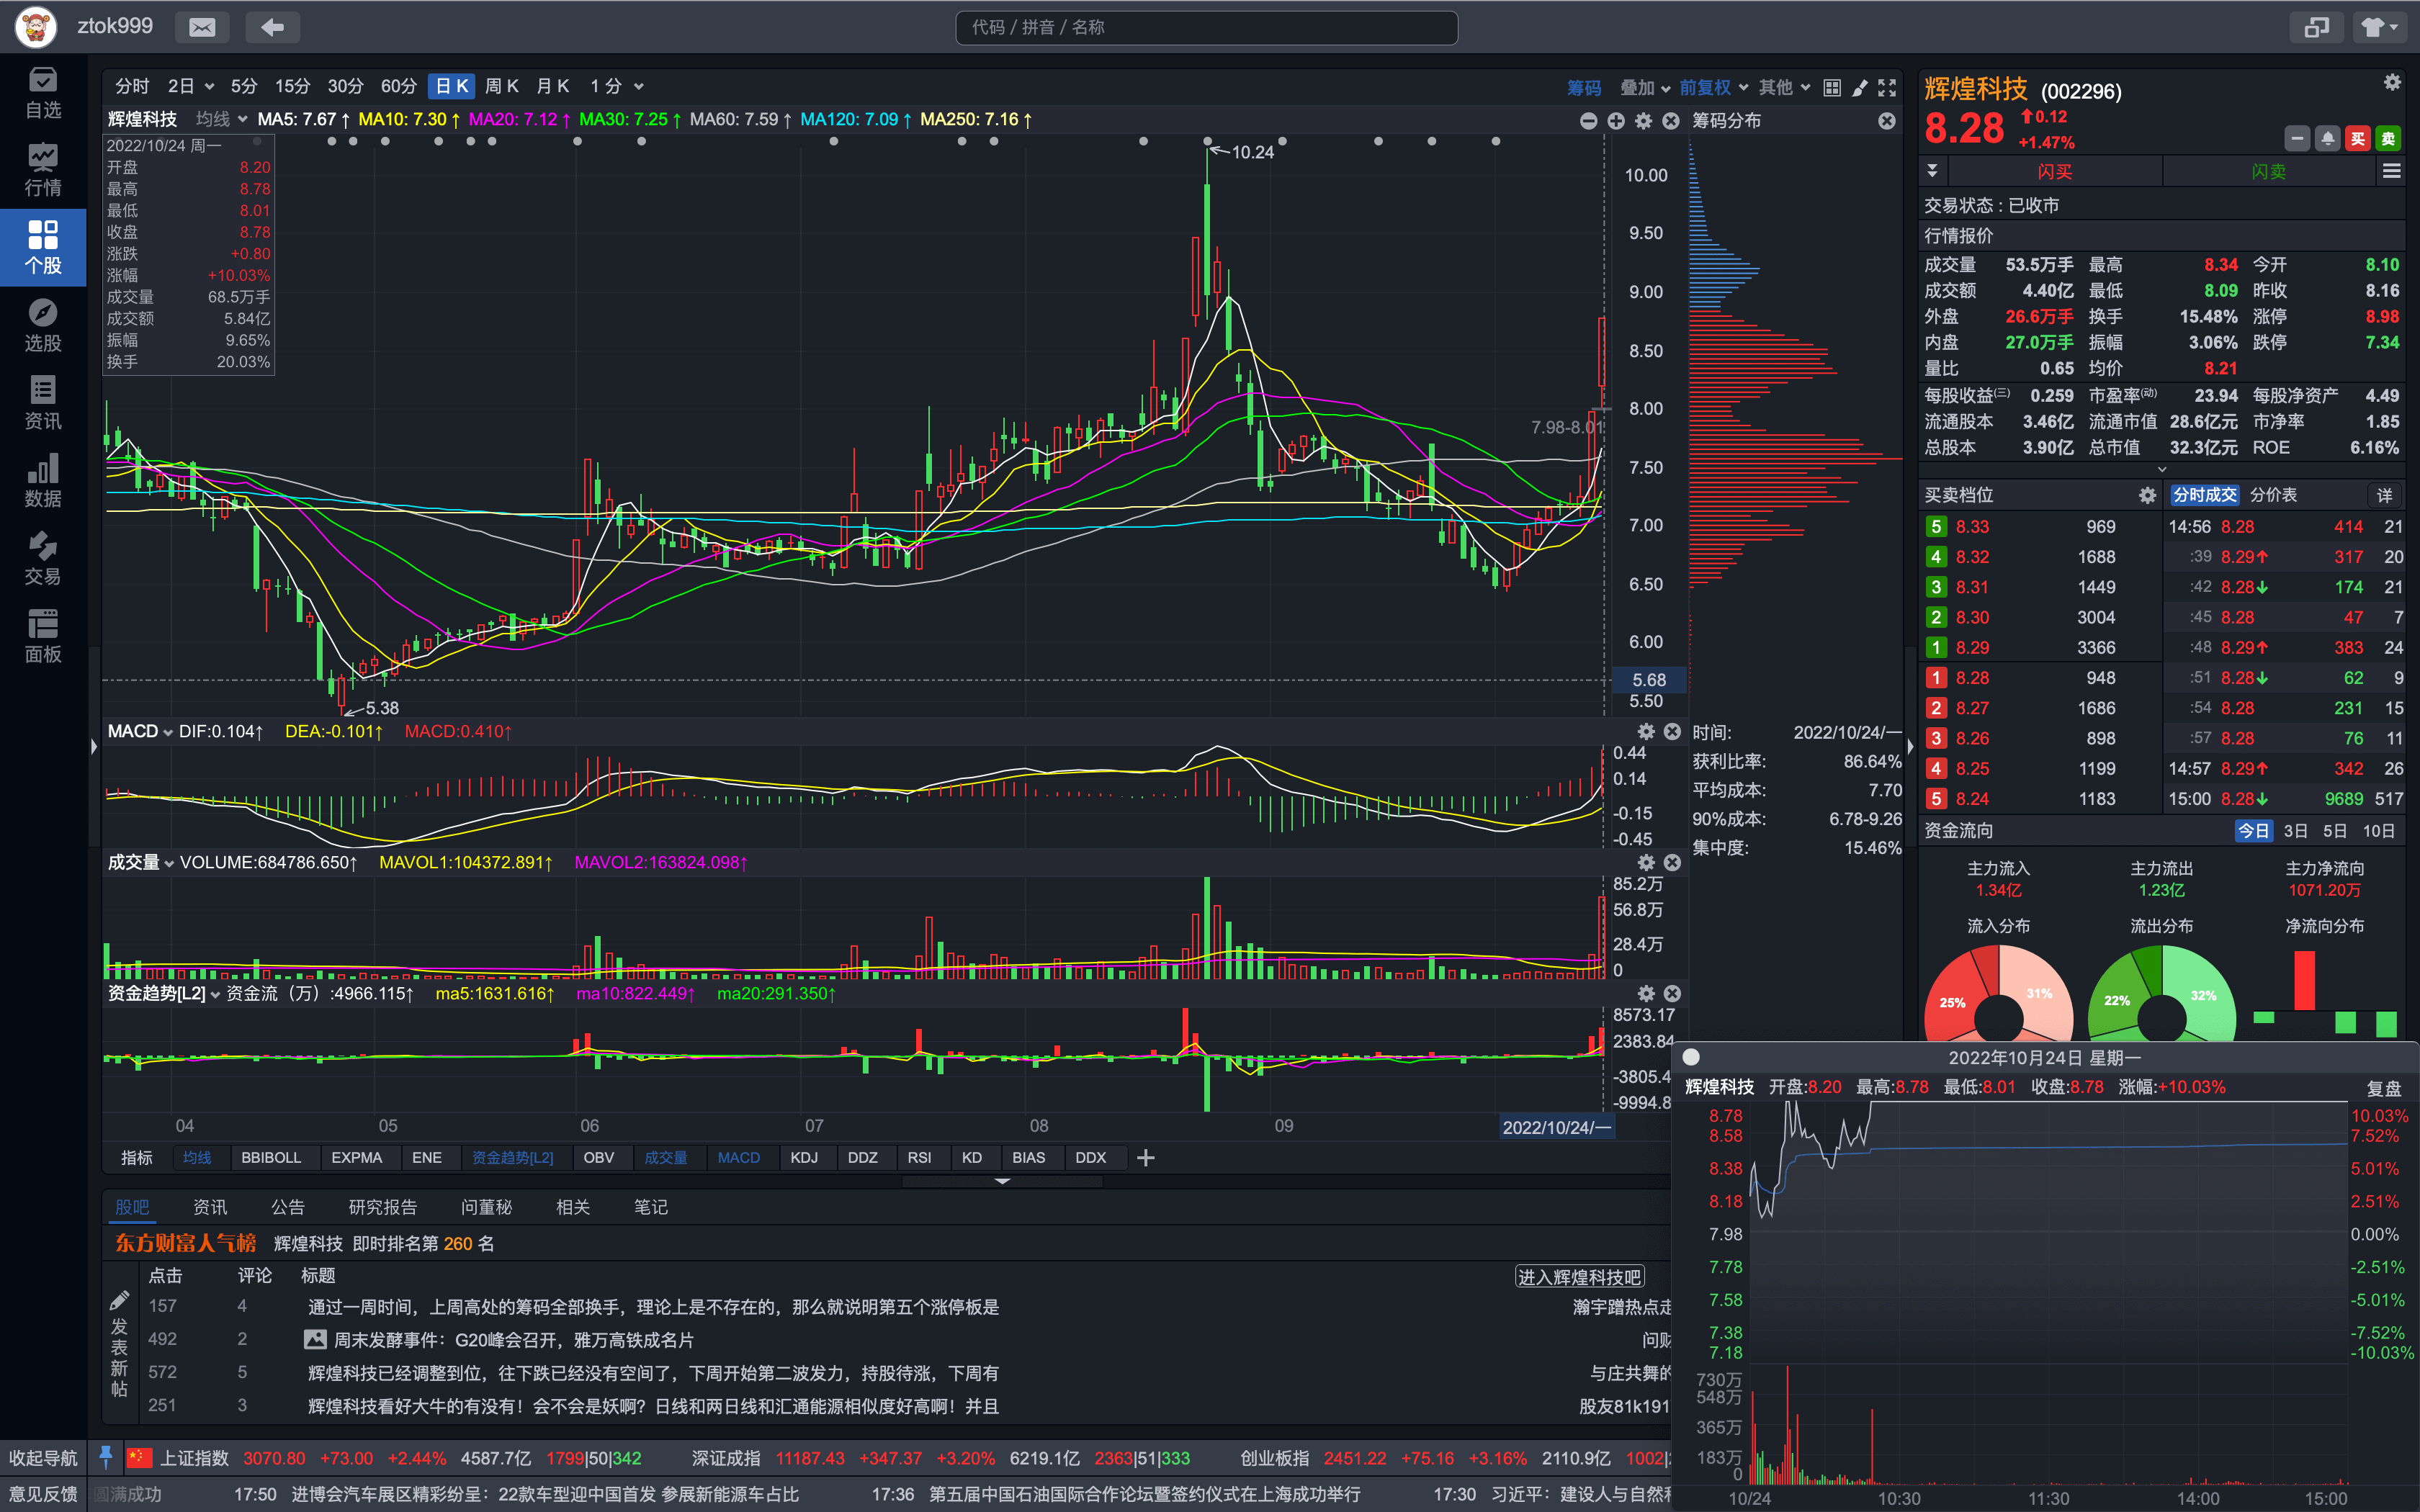 ztok999
代码 / 拼音 / 名称
自选
行情
个股
选股
资讯
数据
交易
面板
分时 2日 5分 15分 30分 60分 日K 周K 月K 1分 筹码 叠加 前复权 其他
辉煌科技 均线 MA5: 7.67↑ MA10: 7.30↑ MA20: 7.12↑ MA30: 7.25↑ MA60: 7.59↑ MA120: 7.09↑ MA250: 7.16↑ 筹码分布
2022/10/24 周一
开盘 8.20
最高 8.78
最低 8.01
收盘 8.78
涨跌 +0.80
涨幅 +10.03%
成交量 68.5万手
成交额 5.84亿
振幅 9.65%
换手 20.03%
10.24
7.98-8.01
5.38
10.00
9.50
9.00
8.50
8.00
7.50
7.00
6.50
6.00
5.68
5.50
MACD DIF:0.104↑ DEA:-0.101↑ MACD:0.410↑
0.44
0.14
-0.15
-0.45
成交量 VOLUME:684786.650↑ MAVOL1:104372.891↑ MAVOL2:163824.098↑
85.2万
56.8万
28.4万
0
资金趋势[L2] 资金流（万）:4966.115↑ ma5:1631.616↑ ma10:822.449↑ ma20:291.350↑
8573.17
2383.84
-3805.4
-9994.8
04 05 06 07 08 09 2022/10/24/一
时间: 2022/10/24/一
获利比率: 86.64%
平均成本: 7.70
90%成本: 6.78-9.26
集中度: 15.46%
指标 均线 BBIBOLL EXPMA ENE 资金趋势[L2] OBV 成交量 MACD KDJ DDZ RSI KD BIAS DDX
股吧 资讯 公告 研究报告 问董秘 相关 笔记
东方财富人气榜 辉煌科技 即时排名第 260 名
发表新帖
点击 评论 标题 进入辉煌科技吧
157 4 通过一周时间，上周高处的筹码全部换手，理论上是不存在的，那么就说明第五个涨停板是 瀚宇蹭热点走
492 2 周末发酵事件：G20峰会召开，雅万高铁成名片 问财
572 5 辉煌科技已经调整到位，往下跌已经没有空间了，下周开始第二波发力，持股待涨，下周有 与庄共舞的
251 3 辉煌科技看好大牛的有没有！会不会是妖啊？日线和两日线和汇通能源相似度好高啊！并且 股友81k191
辉煌科技 (002296)
8.28 0.12
+1.47%
买 卖
闪买 闪卖
交易状态：已收市
行情报价
成交量 53.5万手 最高 8.34 今开 8.10
成交额 4.40亿 最低 8.09 昨收 8.16
外盘 26.6万手 换手 15.48% 涨停 8.98
内盘 27.0万手 振幅 3.06% 跌停 7.34
量比 0.65 均价 8.21
每股收益(三) 0.259 市盈率(动) 23.94 每股净资产 4.49
流通股本 3.46亿 流通市值 28.6亿元 市净率 1.85
总股本 3.90亿 总市值 32.3亿元 ROE 6.16%
买卖档位 分时成交 分价表 详
5 8.33 969 14:56 8.28 414 21
4 8.32 1688 :39 8.29↑ 317 20
3 8.31 1449 :42 8.28↓ 174 21
2 8.30 3004 :45 8.28 47 7
1 8.29 3366 :48 8.29↑ 383 24
1 8.28 948 :51 8.28↓ 62 9
2 8.27 1686 :54 8.28 231 15
3 8.26 898 :57 8.28 76 11
4 8.25 1199 14:57 8.29↑ 342 26
5 8.24 1183 15:00 8.28↓ 9689 517
资金流向 今日 3日 5日 10日
主力流入 主力流出 主力净流向
1.34亿 1.23亿 1071.20万
流入分布 流出分布 净流向分布
25% 31% 22% 32%
2022年10月24日 星期一
辉煌科技 开盘:8.20 最高:8.78 最低:8.01 收盘:8.78 涨幅:+10.03% 复盘
8.78 10.03%
8.58 7.52%
8.38 5.01%
8.18 2.51%
7.98 0.00%
7.78 -2.51%
7.58 -5.01%
7.38 -7.52%
7.18 -10.03%
730万
548万
365万
183万
0
10/24 10:30 11:30 14:00 15:00
收起导航 上证指数 3070.80 +73.00 +2.44% 4587.7亿 1799|50|342 深证成指 11187.43 +347.37 +3.20% 6219.1亿 2363|51|333 创业板指 2451.22 +75.16 +3.16% 2110.9亿 1002|
意见反馈 圆满成功 17:50 进博会汽车展区精彩纷呈：22款车型迎中国首发 参展新能源车占比 17:36 第五届中国石油国际合作论坛暨签约仪式在上海成功举行 17:30 习近平：建设人与自然和